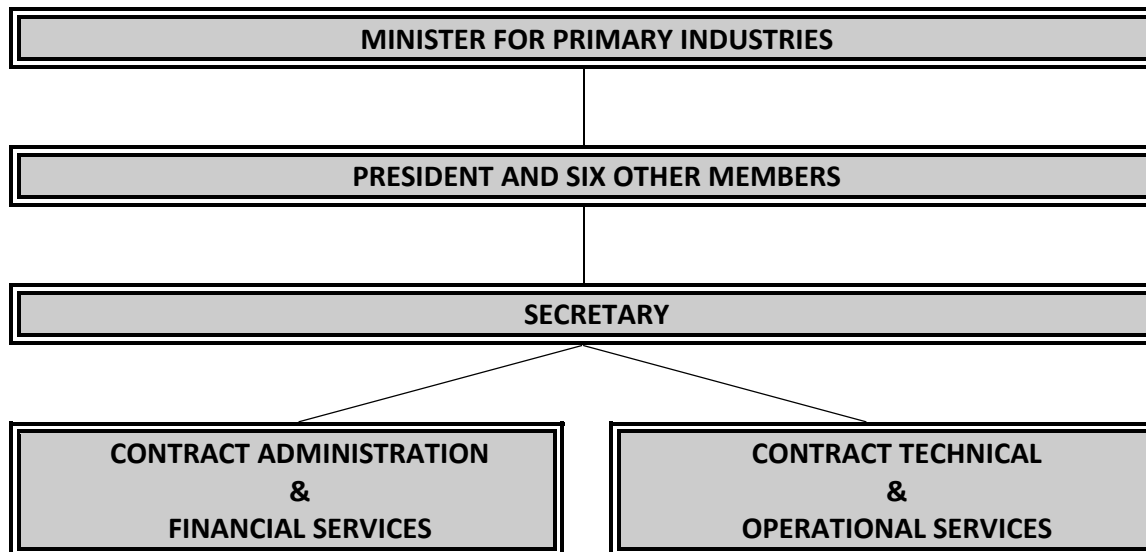 MINISTER FOR PRIMARY INDUSTRIES
PRESIDENT AND SIX OTHER MEMBERS
SECRETARY
CONTRACT ADMINISTRATION
&
FINANCIAL SERVICES
CONTRACT TECHNICAL
&
OPERATIONAL SERVICES